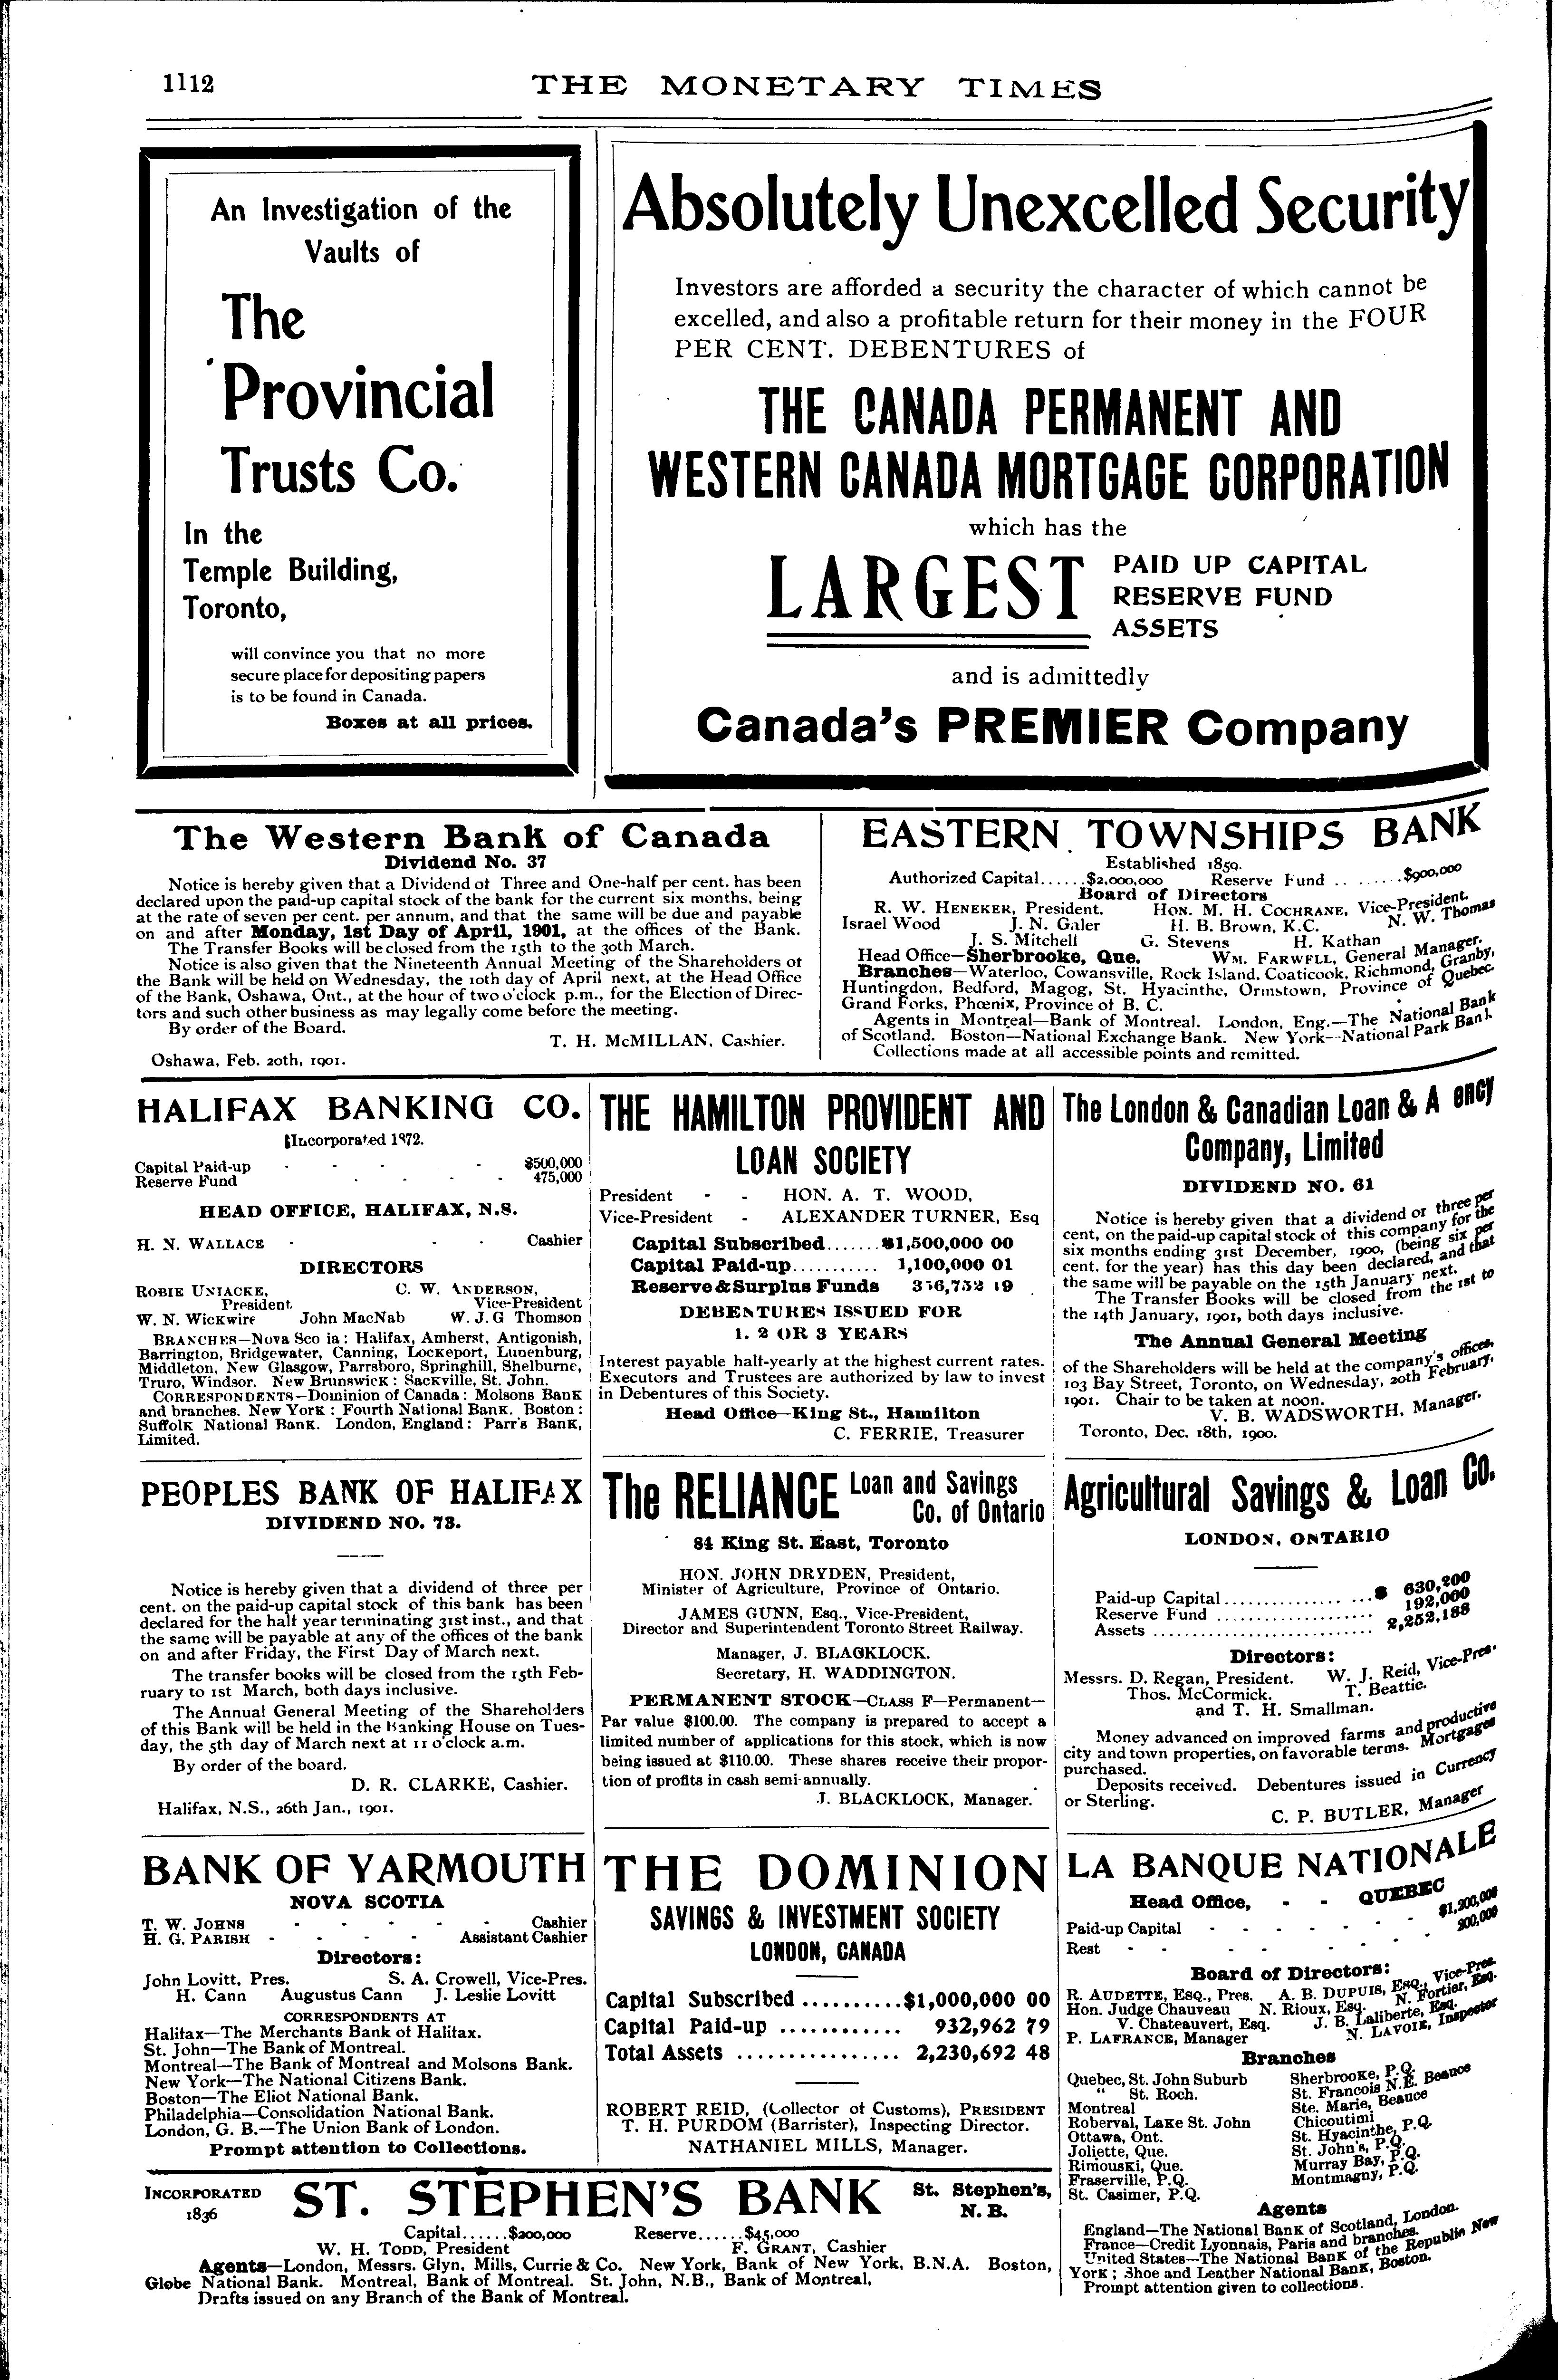 1112
THE MONETARY TIMES
An Investigation of the
Vaults of
The
Provincial
Trusts Co.
In the
Temple Building,
Toronto,
will convince you that no more
secure place for depositing papers
is to be found in Canada.
Boxes at all prices.
Absolutely Unexcelled Security
Investors are afforded a security the character of which cannot be
excelled, and also a profitable return for their money in the FOUR
PER CENT. DEBENTURES of
THE CANADA PERMANENT AND
WESTERN CANADA MORTGAGE CORPORATION
which has the
LARGEST
PAID UP CAPITAL
RESERVE FUND
ASSETS
and is admittedly
Canada's PREMIER Company
The Western Bank of Canada
Dividend No. 37
Notice is hereby given that a Dividend of Three and One-half per cent. has been
declared upon the paid-up capital stock of the bank for the current six months, being
at the rate of seven per cent. per annum, and that the same will be due and payable
on and after Monday, 1st Day of April, 1901, at the offices of the Bank.
The Transfer Books will be closed from the 15th to the 30th March.
Notice is also given that the Nineteenth Annual Meeting of the Shareholders of
the Bank will be held on Wednesday, the 10th day of April next, at the Head Office
of the Bank, Oshawa, Ont., at the hour of two o'clock p.m., for the Election of Direc-
tors and such other business as may legally come before the meeting.
By order of the Board.
T. H. McMILLAN, Cashier.
Oshawa, Feb. 20th, 1901.
EASTERN TOWNSHIPS BANK
Established 1859.
Authorized Capital......$2,000,000 Reserve Fund .. ......$900,000
Board of Directors
R. W. HENEKER, President. HON. M. H. COCHRANE, Vice-President.
Israel Wood J. N. Galer H. B. Brown, K.C. N. W. Thomas
J. S. Mitchell G. Stevens H. Kathan
Head Office—Sherbrooke, Que. WM. FARWELL, General Manager.
Branches—Waterloo, Cowansville, Rock Island, Coaticook, Richmond, Granby,
Huntingdon, Bedford, Magog, St. Hyacinthe, Ormstown, Province of Quebec.
Grand Forks, Phœnix, Province of B. C.
Agents in Montreal—Bank of Montreal. London, Eng.—The National Bank
of Scotland. Boston—National Exchange Bank. New York—National Park Bank
Collections made at all accessible points and remitted.
HALIFAX BANKING CO.
Incorporated 1872.
Capital Paid-up - - - - $500,000
Reserve Fund - - - - 475,000
HEAD OFFICE, HALIFAX, N.S.
H. N. WALLACE - - - Cashier
DIRECTORS
ROBIE UNIACKE, C. W. ANDERSON,
President Vice-President
W. N. Wickwire John MacNab W. J. G Thomson
BRANCHES—Nova Sco ia: Halifax, Amherst, Antigonish,
Barrington, Bridgewater, Canning, Lockeport, Lunenburg,
Middleton, New Glasgow, Parrsboro, Springhill, Shelburne,
Truro, Windsor. New Brunswick: Sackville, St. John.
CORRESPONDENTS—Dominion of Canada: Molsons Bank
and branches. New York: Fourth National Bank. Boston:
Suffolk National Bank. London, England: Parr's Bank,
Limited.
THE HAMILTON PROVIDENT AND
LOAN SOCIETY
President - - HON. A. T. WOOD,
Vice-President - ALEXANDER TURNER, Esq
Capital Subscribed.......$1,500,000 00
Capital Paid-up........... 1,100,000 01
Reserve & Surplus Funds 356,752 19
DEBENTURES ISSUED FOR
1. 2 OR 3 YEARS
Interest payable half-yearly at the highest current rates.
Executors and Trustees are authorized by law to invest
in Debentures of this Society.
Head Office—King St., Hamilton
C. FERRIE, Treasurer
The London & Canadian Loan & A ency
Company, Limited
DIVIDEND NO. 61
Notice is hereby given that a dividend of three per
cent, on the paid-up capital stock of this company for the
six months ending 31st December, 1900, (being six per
cent. for the year) has this day been declared, and that
the same will be payable on the 15th January next.
The Transfer Books will be closed from the 1st to
the 14th January, 1901, both days inclusive.
The Annual General Meeting
of the Shareholders will be held at the company's offices,
103 Bay Street, Toronto, on Wednesday, 20th February,
1901. Chair to be taken at noon.
V. B. WADSWORTH, Manager.
Toronto, Dec. 18th, 1900.
PEOPLES BANK OF HALIFAX
DIVIDEND NO. 73.
Notice is hereby given that a dividend of three per
cent. on the paid-up capital stock of this bank has been
declared for the half year terminating 31st inst., and that
the same will be payable at any of the offices of the bank
on and after Friday, the First Day of March next.
The transfer books will be closed from the 15th Feb-
ruary to 1st March, both days inclusive.
The Annual General Meeting of the Shareholders
of this Bank will be held in the Banking House on Tues-
day, the 5th day of March next at 11 o'clock a.m.
By order of the board.
D. R. CLARKE, Cashier.
Halifax, N.S., 26th Jan., 1901.
The RELIANCE Loan and Savings
Co. of Ontario
84 King St. East, Toronto
HON. JOHN DRYDEN, President,
Minister of Agriculture, Province of Ontario.
JAMES GUNN, Esq., Vice-President,
Director and Superintendent Toronto Street Railway.
Manager, J. BLACKLOCK.
Secretary, H. WADDINGTON.
PERMANENT STOCK—CLASS F—Permanent—
Par value $100.00. The company is prepared to accept a
limited number of applications for this stock, which is now
being issued at $110.00. These shares receive their propor-
tion of profits in cash semi-annually.
J. BLACKLOCK, Manager.
Agricultural Savings & Loan Co.
LONDON, ONTARIO
Paid-up Capital.................. $ 630,200
Reserve Fund ...................... 192,000
Assets ............................ 2,252,188
Directors:
Messrs. D. Regan, President. W. J. Reid, Vice-Pres.
Thos. McCormick. T. Beattie.
and T. H. Smallman.
Money advanced on improved farms and productive
city and town properties, on favorable terms. Mortgages
purchased.
Deposits received. Debentures issued in Currency
or Sterling.
C. P. BUTLER, Manager
BANK OF YARMOUTH
NOVA SCOTIA
T. W. JOHNS - - - - - Cashier
H. G. PARISH - - - - Assistant Cashier
Directors:
John Lovitt, Pres. S. A. Crowell, Vice-Pres.
H. Cann Augustus Cann J. Leslie Lovitt
CORRESPONDENTS AT
Halifax—The Merchants Bank of Halifax.
St. John—The Bank of Montreal.
Montreal—The Bank of Montreal and Molsons Bank.
New York—The National Citizens Bank.
Boston—The Eliot National Bank.
Philadelphia—Consolidation National Bank.
London, G. B.—The Union Bank of London.
Prompt attention to Collections.
THE DOMINION
SAVINGS & INVESTMENT SOCIETY
LONDON, CANADA
Capital Subscribed ..........$1,000,000 00
Capital Paid-up ............ 932,962 79
Total Assets ................ 2,230,692 48
ROBERT REID, (Collector of Customs), PRESIDENT
T. H. PURDOM (Barrister), Inspecting Director.
NATHANIEL MILLS, Manager.
LA BANQUE NATIONALE
Head Office, - - QUEBEC
Paid-up Capital - - - - - - $1,200,000
Rest - - - - - - - 200,000
Board of Directors:
R. AUDETTE, ESQ., Pres. A. B. DUPUIS, ESQ., Vice-Pres.
Hon. Judge Chauveau N. Rioux, Esq. N. Fortier, Esq.
V. Chateauvert, Esq. J. B. Laliberte, Esq.
P. LAFRANCE, Manager N. LAVOIE, Inspector
Branches
Quebec, St. John Suburb Sherbrooke, P.Q.
" St. Roch. St. Francois N.E. Beauce
Montreal Ste. Marie, Beauce
Roberval, Lake St. John Chicoutimi
Ottawa, Ont. St. Hyacinthe, P.Q.
Joliette, Que. St. John's, P.Q.
Rimouski, Que. Murray Bay, P.Q.
Fraserville, P.Q. Montmagny, P.Q.
St. Casimer, P.Q.
Agents
England—The National Bank of Scotland, London.
France—Credit Lyonnais, Paris and branches.
United States—The National Bank of the Republic New
York; Shoe and Leather National Bank, Boston.
Prompt attention given to collections.
INCORPORATED
1836
ST. STEPHEN'S BANK
St. Stephen's,
N. B.
Capital......$200,000 Reserve......$45,000
W. H. TODD, President F. GRANT, Cashier
Agents—London, Messrs. Glyn, Mills, Currie & Co. New York, Bank of New York, B.N.A. Boston,
Globe National Bank. Montreal, Bank of Montreal. St. John, N.B., Bank of Montreal,
Drafts issued on any Branch of the Bank of Montreal.